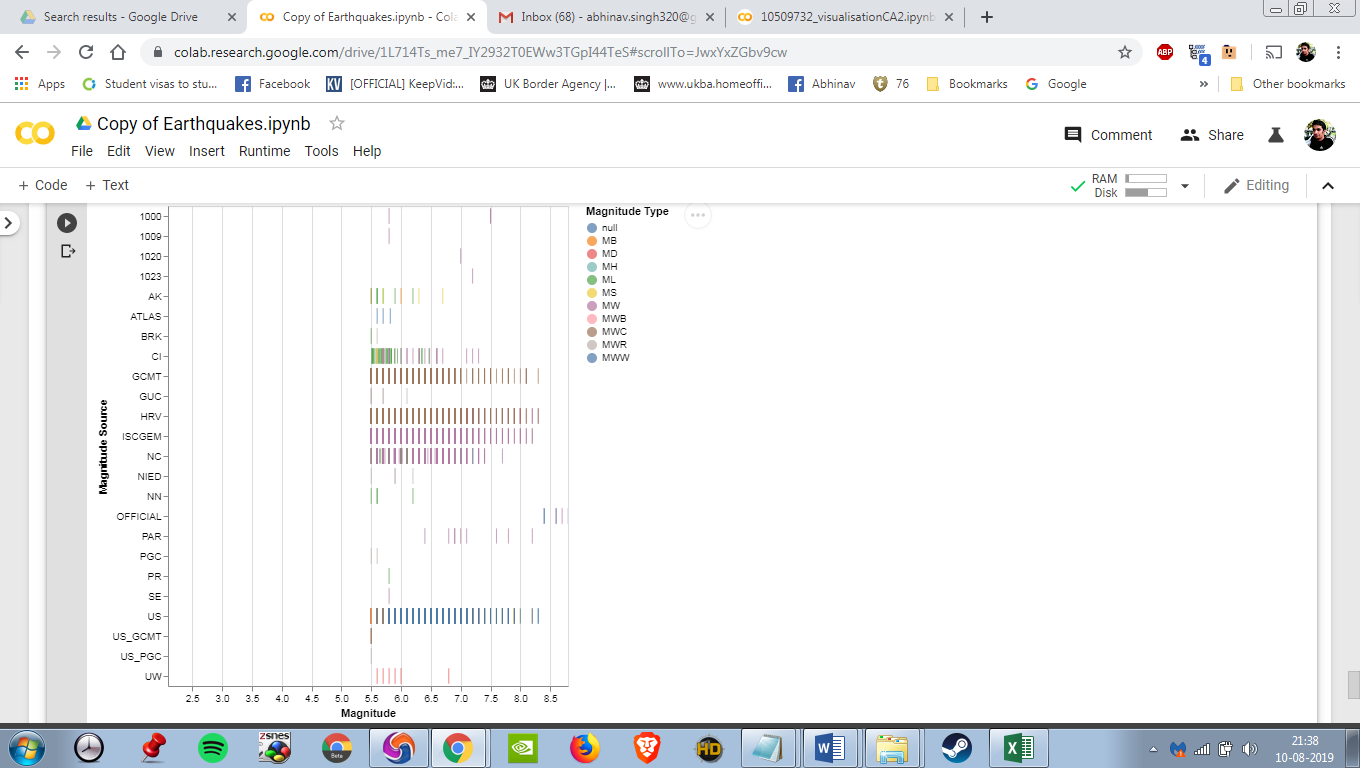 Search results - Google Drive
Copy of Earthquakes.ipynb - Cola
Inbox (68) - abhinav.singh320@g
10509732_visualisationCA2.ipynb
colab.research.google.com/drive/1L714Ts_me7_IY2932T0EWw3TGpI44TeS#scrollTo=JwxYxZGbv9cw
ABP
4
Apps
Student visas to stu...
Facebook
KV
[OFFICIAL] KeepVid:...
UK Border Agency |...
www.ukba.homeoffi...
Abhinav
76
Bookmarks
Google
»
Other bookmarks
Copy of Earthquakes.ipynb
Comment
Share
File Edit View Insert Runtime Tools Help
+ Code + Text
RAM
Disk
Editing
Magnitude Source
1000
1009
1020
1023
AK
ATLAS
BRK
CI
GCMT
GUC
HRV
ISCGEM
NC
NIED
NN
OFFICIAL
PAR
PGC
PR
SE
US
US_GCMT
US_PGC
UW
2.5 3.0 3.5 4.0 4.5 5.0 5.5 6.0 6.5 7.0 7.5 8.0 8.5
Magnitude
Magnitude Type
null
MB
MD
MH
ML
MS
MW
MWB
MWC
MWR
MWW
ZSNES
Beta
HD
21:38
10-08-2019